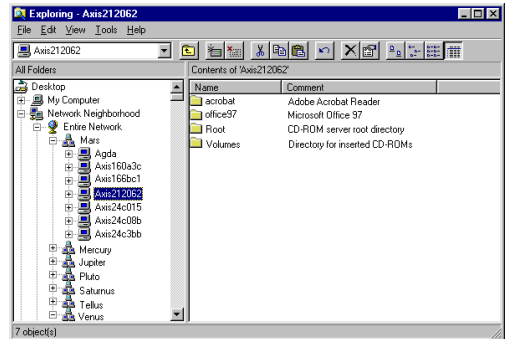 Exploring - Axis212062
File Edit View Tools Help
Axis212062
All Folders
Contents of 'Axis212062'
Desktop
My Computer
Network Neighborhood
Entire Network
Mars
Agda
Axis160a3c
Axis166bc1
Axis212062
Axis24c015
Axis24c08b
Axis24c3bb
Mercury
Jupiter
Pluto
Saturnus
Tellus
Venus
Name Comment
acrobat Adobe Acrobat Reader
office97 Microsoft Office 97
Root CD-ROM server root directory
Volumes Directory for inserted CD-ROMs
7 object(s)